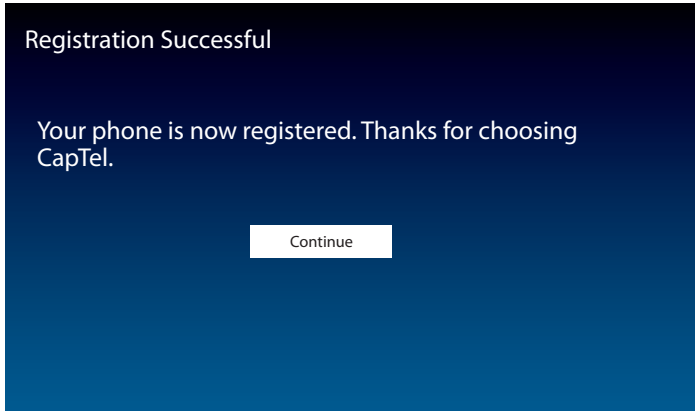 Registration Successful
Your phone is now registered. Thanks for choosing
CapTel.
Continue